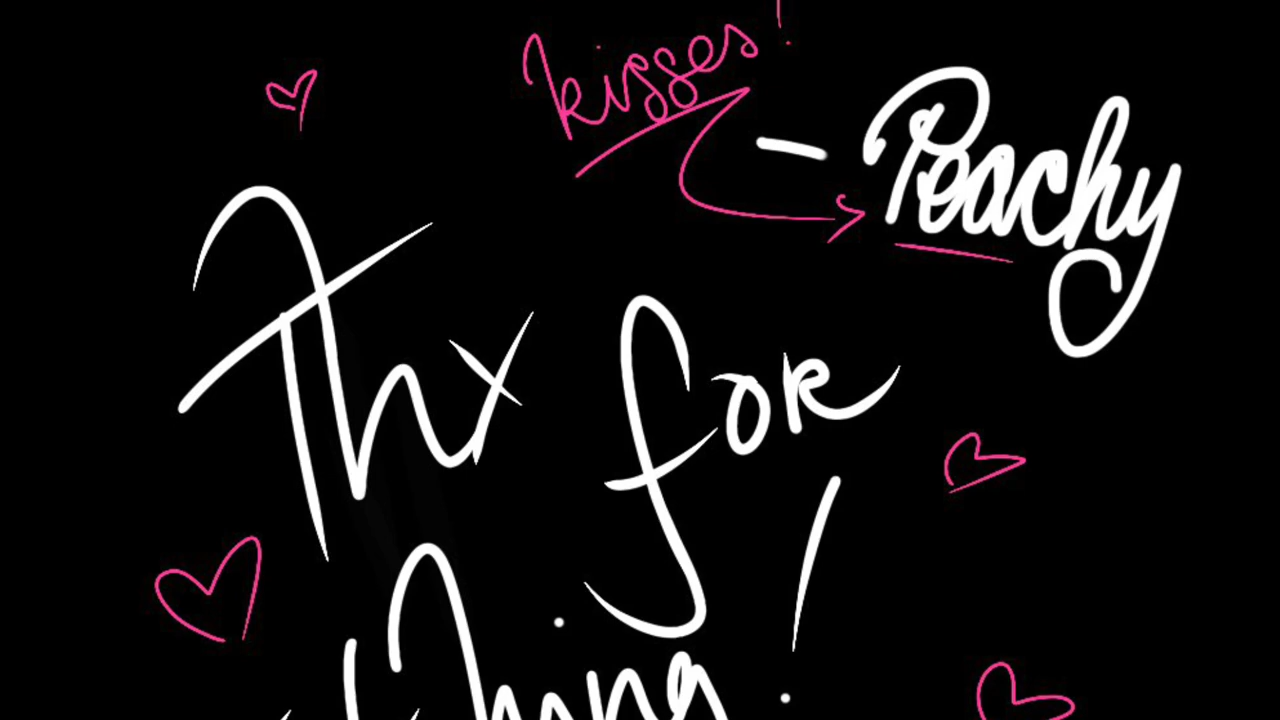 kisses!
- Peachy
Thx for